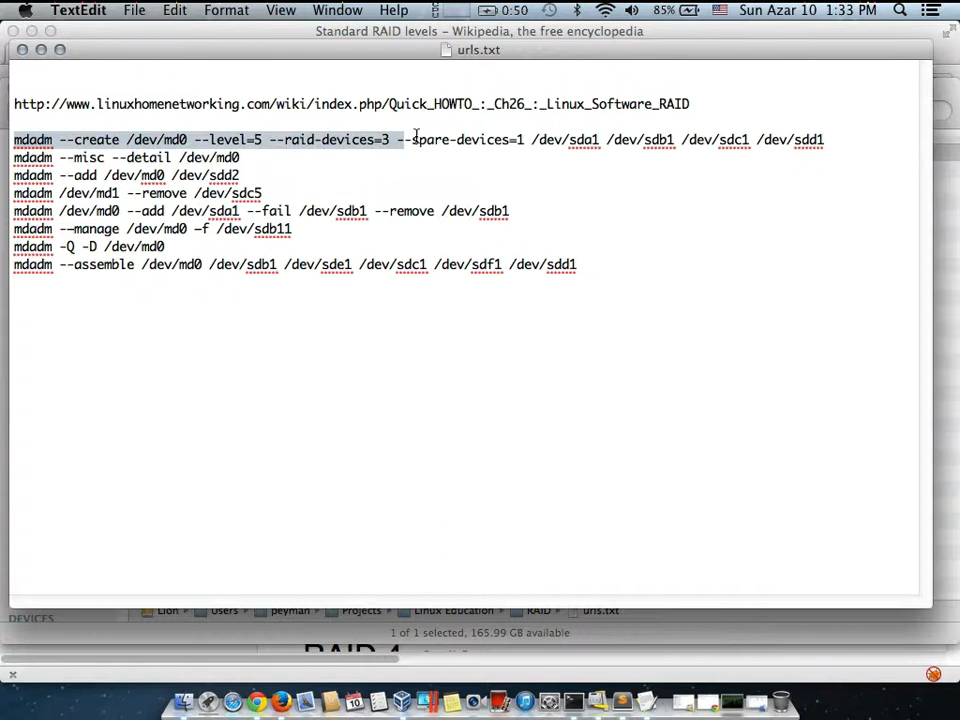 TextEdit File Edit Format View Window Help 0:50 85% Sun Azar 10 1:33 PM
Standard RAID levels – Wikipedia, the free encyclopedia
urls.txt
http://www.linuxhomenetworking.com/wiki/index.php/Quick_HOWTO_:_Ch26_:_Linux_Software_RAID
mdadm --create /dev/md0 --level=5 --raid-devices=3 --spare-devices=1 /dev/sda1 /dev/sdb1 /dev/sdc1 /dev/sdd1
mdadm --misc --detail /dev/md0
mdadm --add /dev/md0 /dev/sdd2
mdadm /dev/md1 --remove /dev/sdc5
mdadm /dev/md0 --add /dev/sda1 --fail /dev/sdb1 --remove /dev/sdb1
mdadm -–manage /dev/md0 –f /dev/sdb11
mdadm -Q -D /dev/md0
mdadm --assemble /dev/md0 /dev/sdb1 /dev/sde1 /dev/sdc1 /dev/sdf1 /dev/sdd1
DEVICES Lion Users peyman Projects Linux Education RAID urls.txt
1 of 1 selected, 165.99 GB available
RAID 4